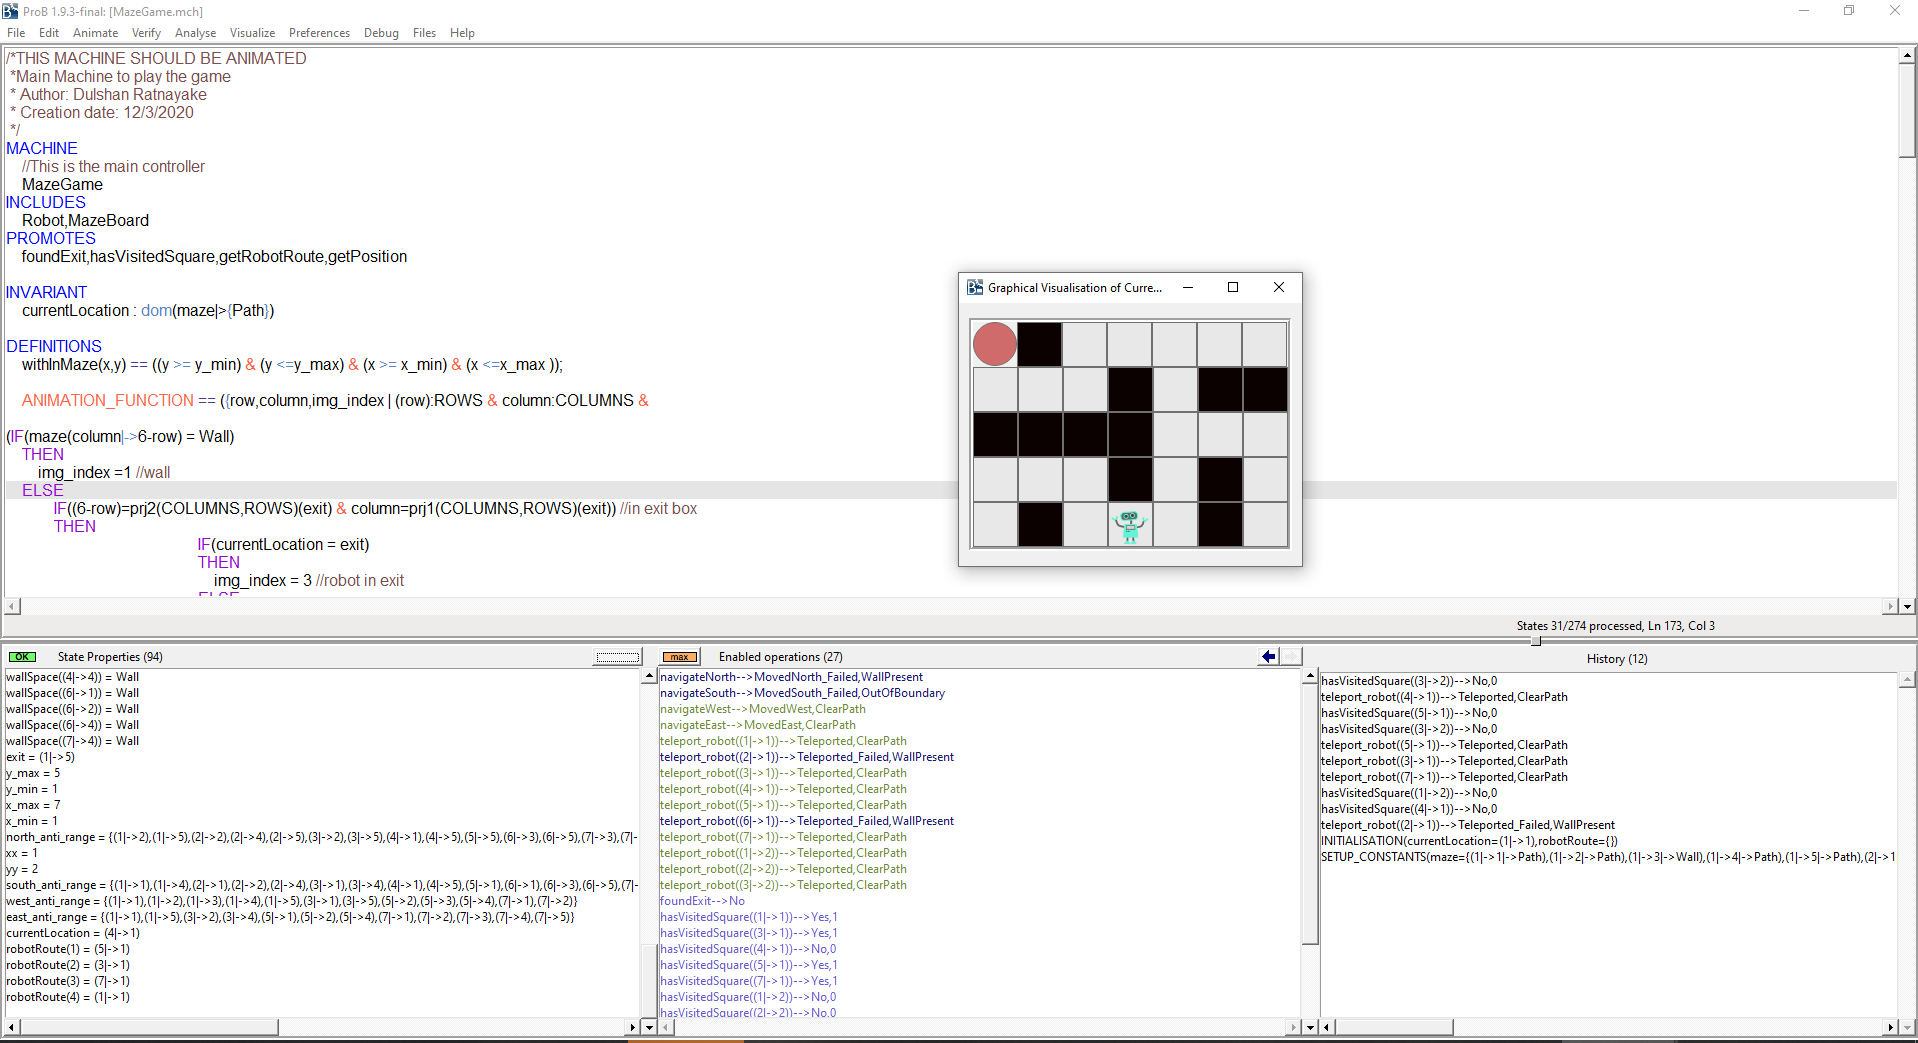 ProB 1.9.3-final: [MazeGame.mch]
File Edit Animate Verify Analyse Visualize Preferences Debug Files Help
/*THIS MACHINE SHOULD BE ANIMATED
*Main Machine to play the game
* Author: Dulshan Ratnayake
* Creation date: 12/3/2020
*/
MACHINE
//This is the main controller
MazeGame
INCLUDES
Robot,MazeBoard
PROMOTES
foundExit,hasVisitedSquare,getRobotRoute,getPosition
INVARIANT
currentLocation : dom(maze|>{Path})
DEFINITIONS
withInMaze(x,y) == ((y >= y_min) & (y <=y_max) & (x >= x_min) & (x <=x_max ));
ANIMATION_FUNCTION == ({row,column,img_index | (row):ROWS & column:COLUMNS &
(IF(maze(column|->6-row) = Wall)
THEN
img_index =1 //wall
ELSE
IF((6-row)=prj2(COLUMNS,ROWS)(exit) & column=prj1(COLUMNS,ROWS)(exit)) //in exit box
THEN
IF(currentLocation = exit)
THEN
img_index = 3 //robot in exit
ELSE
Graphical Visualisation of Curre...
States 31/274 processed, Ln 173, Col 3
OK State Properties (94)
wallSpace((4|->4)) = Wall
wallSpace((6|->1)) = Wall
wallSpace((6|->2)) = Wall
wallSpace((6|->4)) = Wall
wallSpace((7|->4)) = Wall
exit = (1|->5)
y_max = 5
y_min = 1
x_max = 7
x_min = 1
north_anti_range = {(1|->2),(1|->5),(2|->2),(2|->4),(2|->5),(3|->2),(3|->5),(4|->1),(4|->5),(5|->5),(6|->3),(6|->5),(7|->3),(7|-
xx = 1
yy = 2
south_anti_range = {(1|->1),(1|->4),(2|->1),(2|->2),(2|->4),(3|->1),(3|->4),(4|->1),(4|->5),(5|->1),(6|->1),(6|->3),(6|->5),(7|-
west_anti_range = {(1|->1),(1|->2),(1|->3),(1|->4),(1|->5),(3|->1),(3|->5),(5|->2),(5|->3),(5|->4),(7|->1),(7|->2)}
east_anti_range = {(1|->1),(1|->5),(3|->2),(3|->4),(5|->1),(5|->2),(5|->4),(7|->1),(7|->2),(7|->3),(7|->4),(7|->5)}
currentLocation = (4|->1)
robotRoute(1) = (5|->1)
robotRoute(2) = (3|->1)
robotRoute(3) = (7|->1)
robotRoute(4) = (1|->1)
max Enabled operations (27)
navigateNorth-->MovedNorth_Failed,WallPresent
navigateSouth-->MovedSouth_Failed,OutOfBoundary
navigateWest-->MovedWest,ClearPath
navigateEast-->MovedEast,ClearPath
teleport_robot((1|->1))-->Teleported,ClearPath
teleport_robot((2|->1))-->Teleported_Failed,WallPresent
teleport_robot((3|->1))-->Teleported,ClearPath
teleport_robot((4|->1))-->Teleported,ClearPath
teleport_robot((5|->1))-->Teleported,ClearPath
teleport_robot((6|->1))-->Teleported_Failed,WallPresent
teleport_robot((7|->1))-->Teleported,ClearPath
teleport_robot((1|->2))-->Teleported,ClearPath
teleport_robot((2|->2))-->Teleported,ClearPath
teleport_robot((3|->2))-->Teleported,ClearPath
foundExit-->No
hasVisitedSquare((1|->1))-->Yes,1
hasVisitedSquare((3|->1))-->Yes,1
hasVisitedSquare((4|->1))-->No,0
hasVisitedSquare((5|->1))-->Yes,1
hasVisitedSquare((7|->1))-->Yes,1
hasVisitedSquare((1|->2))-->No,0
hasVisitedSquare((2|->2))-->No,0
History (12)
hasVisitedSquare((3|->2))-->No,0
teleport_robot((4|->1))-->Teleported,ClearPath
hasVisitedSquare((5|->1))-->No,0
hasVisitedSquare((3|->2))-->No,0
teleport_robot((5|->1))-->Teleported,ClearPath
teleport_robot((3|->1))-->Teleported,ClearPath
teleport_robot((7|->1))-->Teleported,ClearPath
hasVisitedSquare((1|->2))-->No,0
hasVisitedSquare((4|->1))-->No,0
teleport_robot((2|->1))-->Teleported_Failed,WallPresent
INITIALISATION(currentLocation=(1|->1),robotRoute={})
SETUP_CONSTANTS(maze={(1|->1|->Path),(1|->2|->Path),(1|->3|->Wall),(1|->4|->Path),(1|->5|->Path),(2|->1